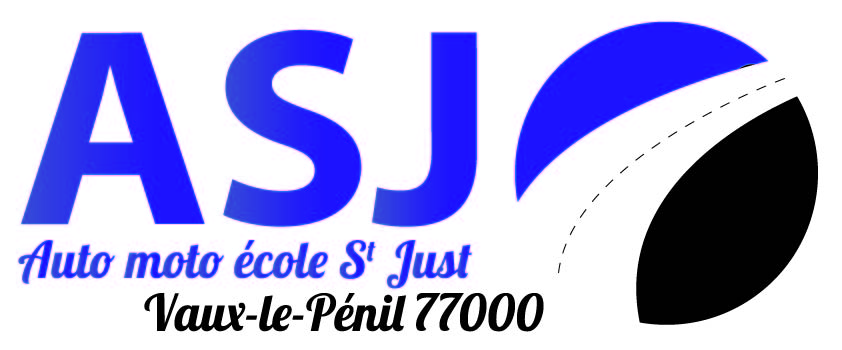 ASJ
Auto moto école St Just
Vaux-le-Pénil 77000